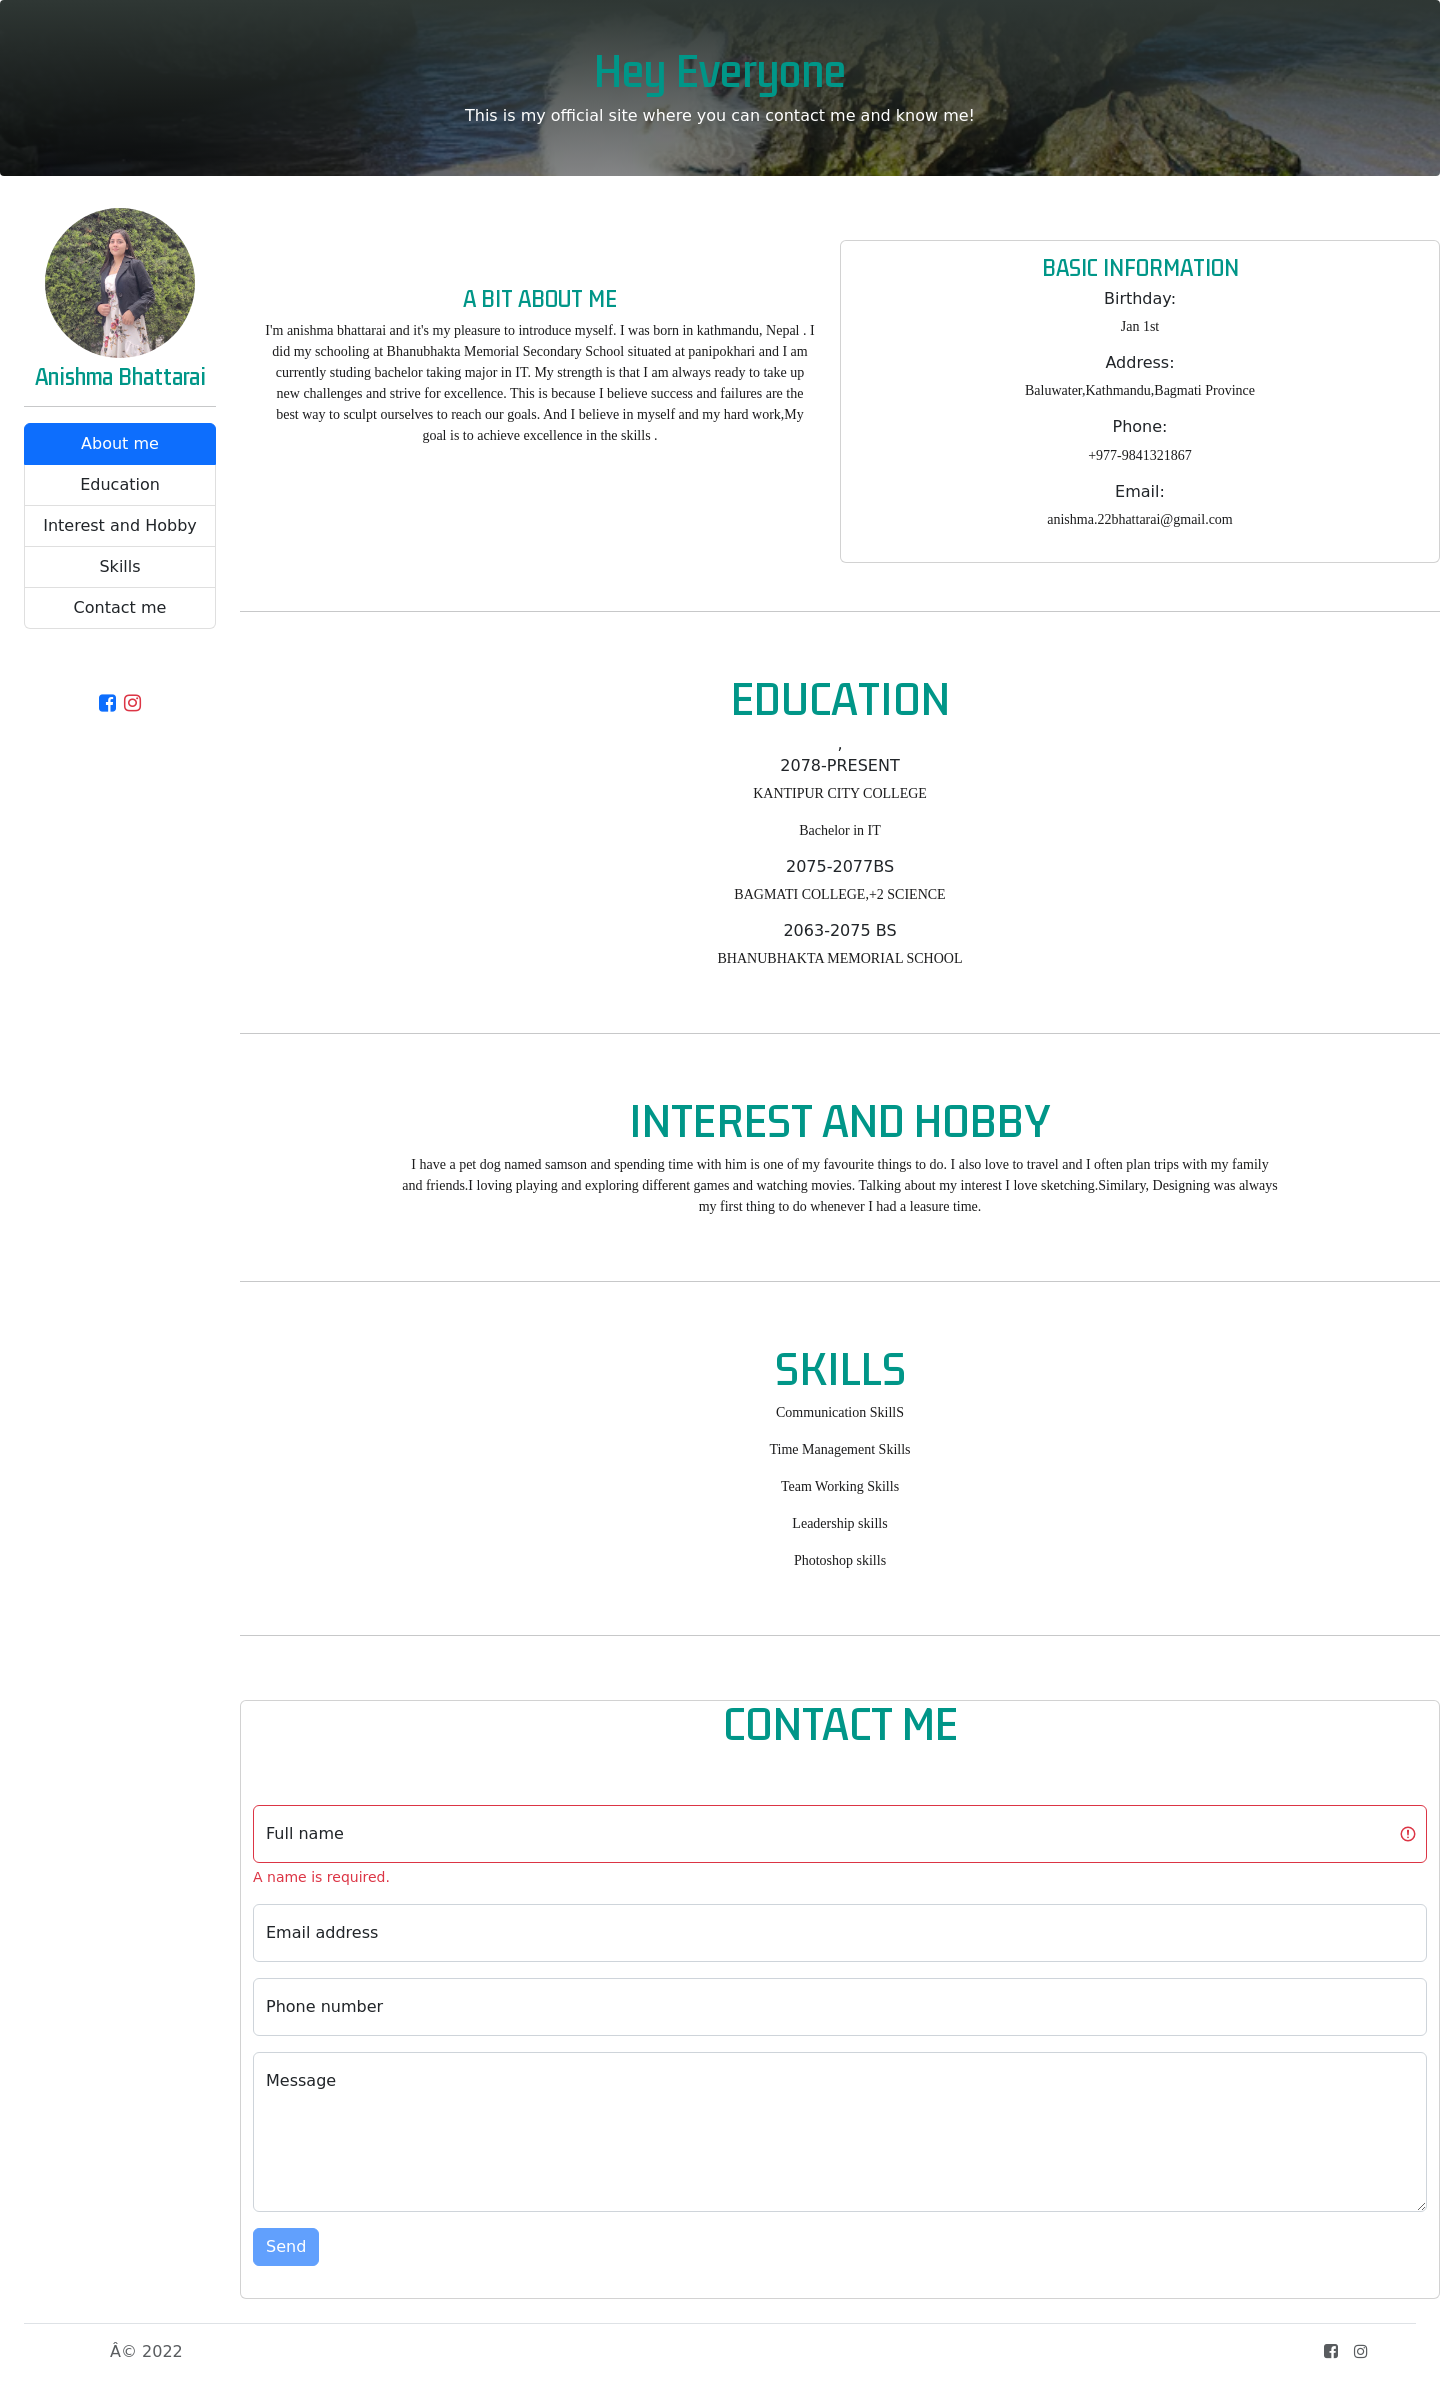 Hey Everyone
This is my official site where you can contact me and know me!
Anishma Bhattarai
About me
Education
Interest and Hobby
Skills
Contact me
A BIT ABOUT ME
I'm anishma bhattarai and it's my pleasure to introduce myself. I was born in kathmandu, Nepal . I
did my schooling at Bhanubhakta Memorial Secondary School situated at panipokhari and I am
currently studing bachelor taking major in IT. My strength is that I am always ready to take up
new challenges and strive for excellence. This is because I believe success and failures are the
best way to sculpt ourselves to reach our goals. And I believe in myself and my hard work,My
goal is to achieve excellence in the skills .
BASIC INFORMATION
Birthday:
Jan 1st
Address:
Baluwater,Kathmandu,Bagmati Province
Phone:
+977-9841321867
Email:
anishma.22bhattarai@gmail.com
EDUCATION
,
2078-PRESENT
KANTIPUR CITY COLLEGE
Bachelor in IT
2075-2077BS
BAGMATI COLLEGE,+2 SCIENCE
2063-2075 BS
BHANUBHAKTA MEMORIAL SCHOOL
INTEREST AND HOBBY
I have a pet dog named samson and spending time with him is one of my favourite things to do. I also love to travel and I often plan trips with my family
and friends.I loving playing and exploring different games and watching movies. Talking about my interest I love sketching.Similary, Designing was always
my first thing to do whenever I had a leasure time.
SKILLS
Communication SkillS
Time Management Skills
Team Working Skills
Leadership skills
Photoshop skills
CONTACT ME
Full name
A name is required.
Email address
Phone number
Message
Send
Â© 2022